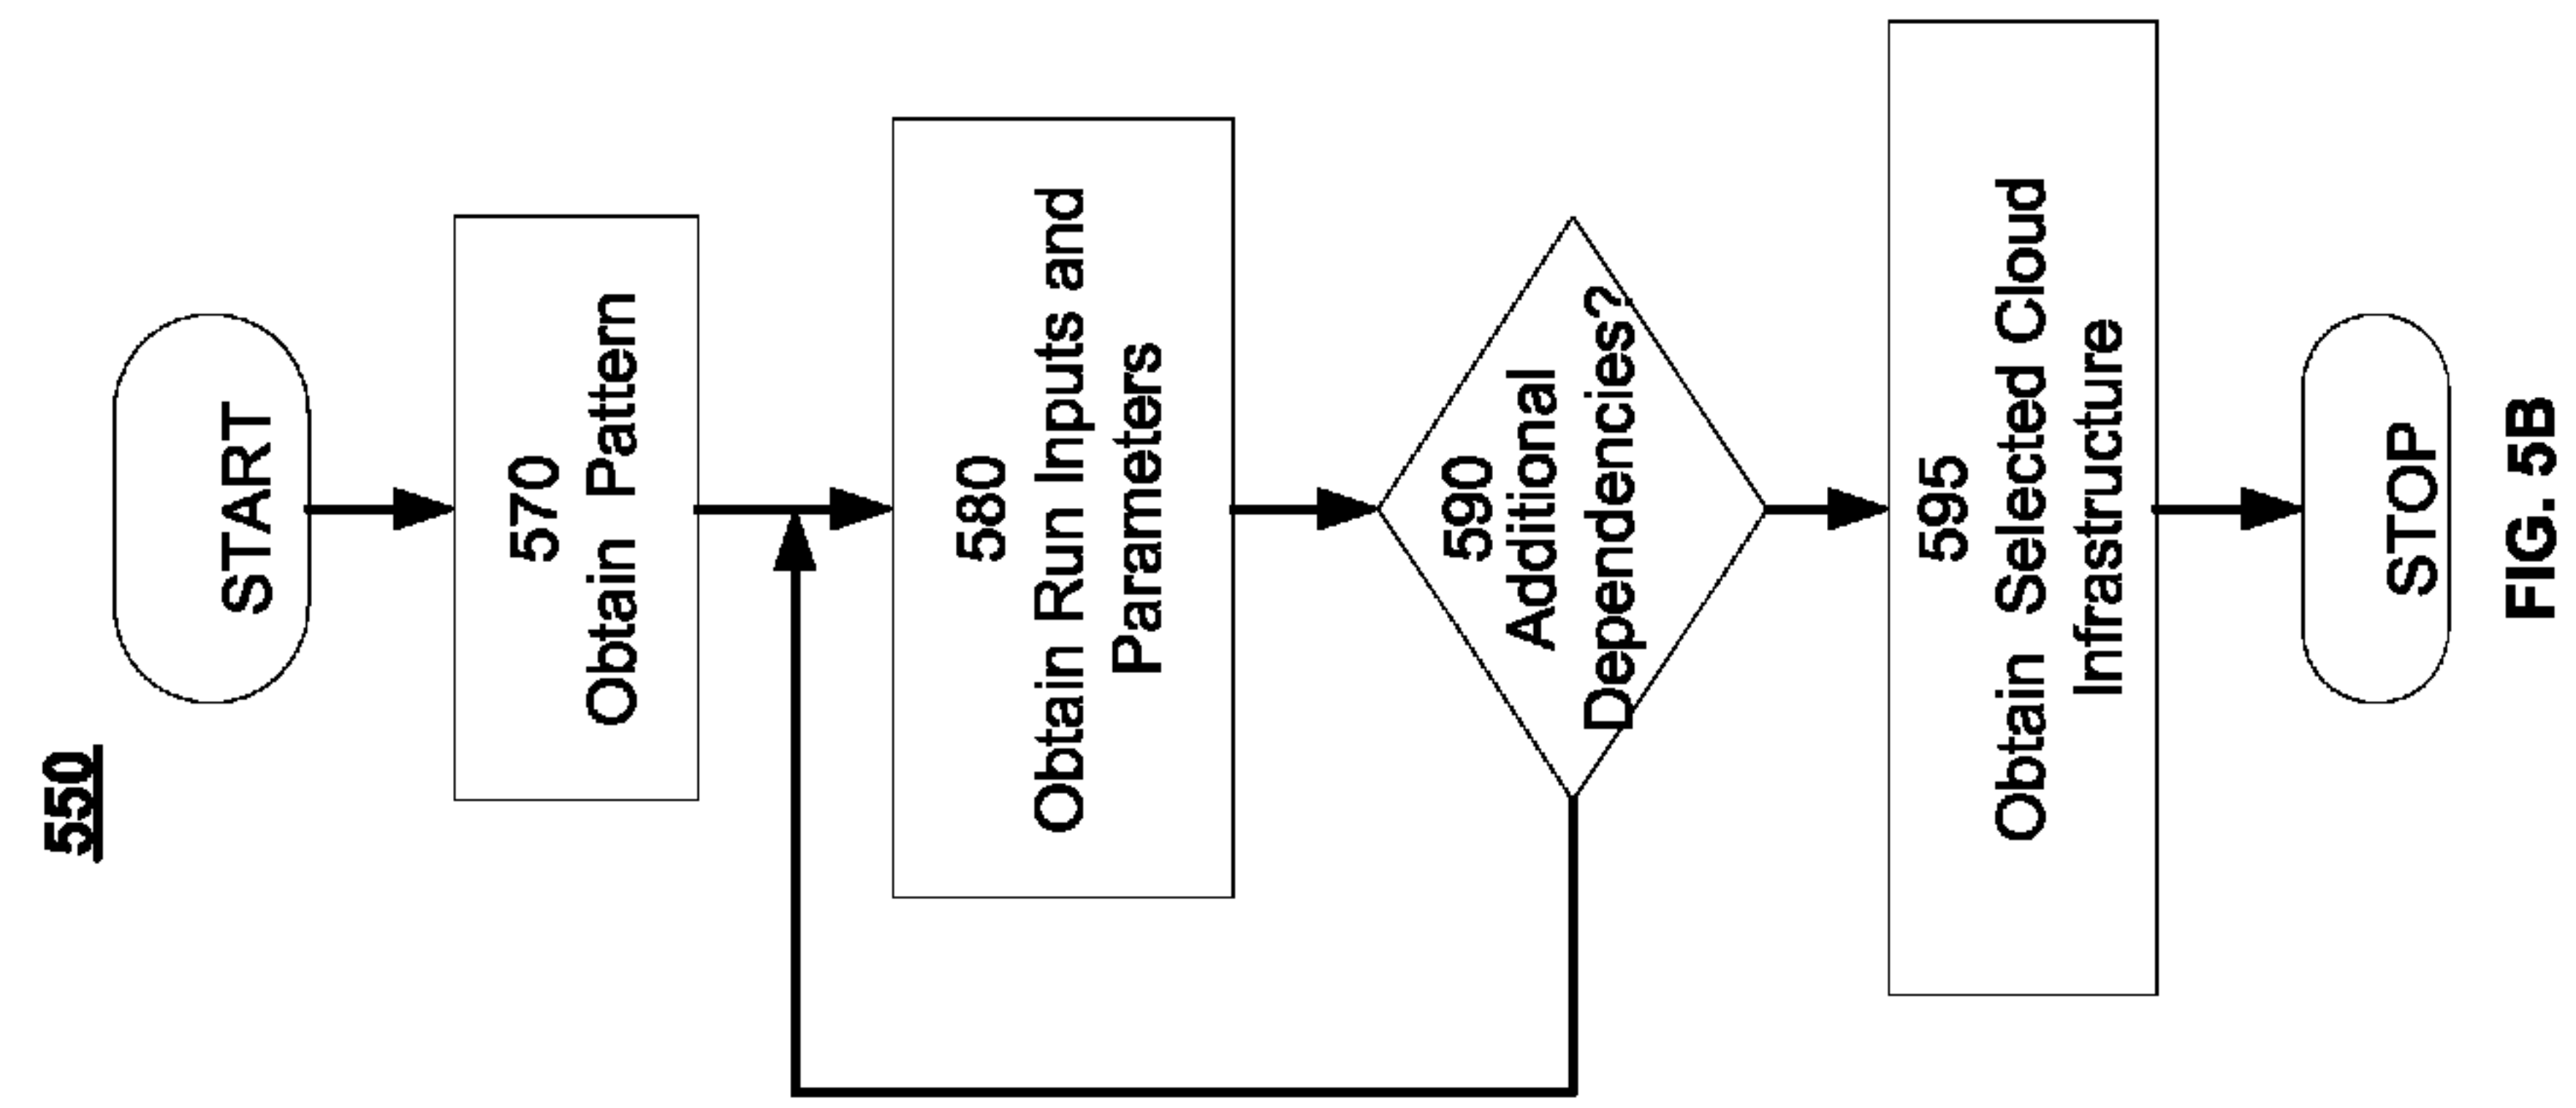 550
START
570
Obtain Pattern
580
Obtain Run Inputs and
Parameters
590
Additional
Dependencies?
595
Obtain Selected Cloud
Infrastructure
STOP
FIG. 5B